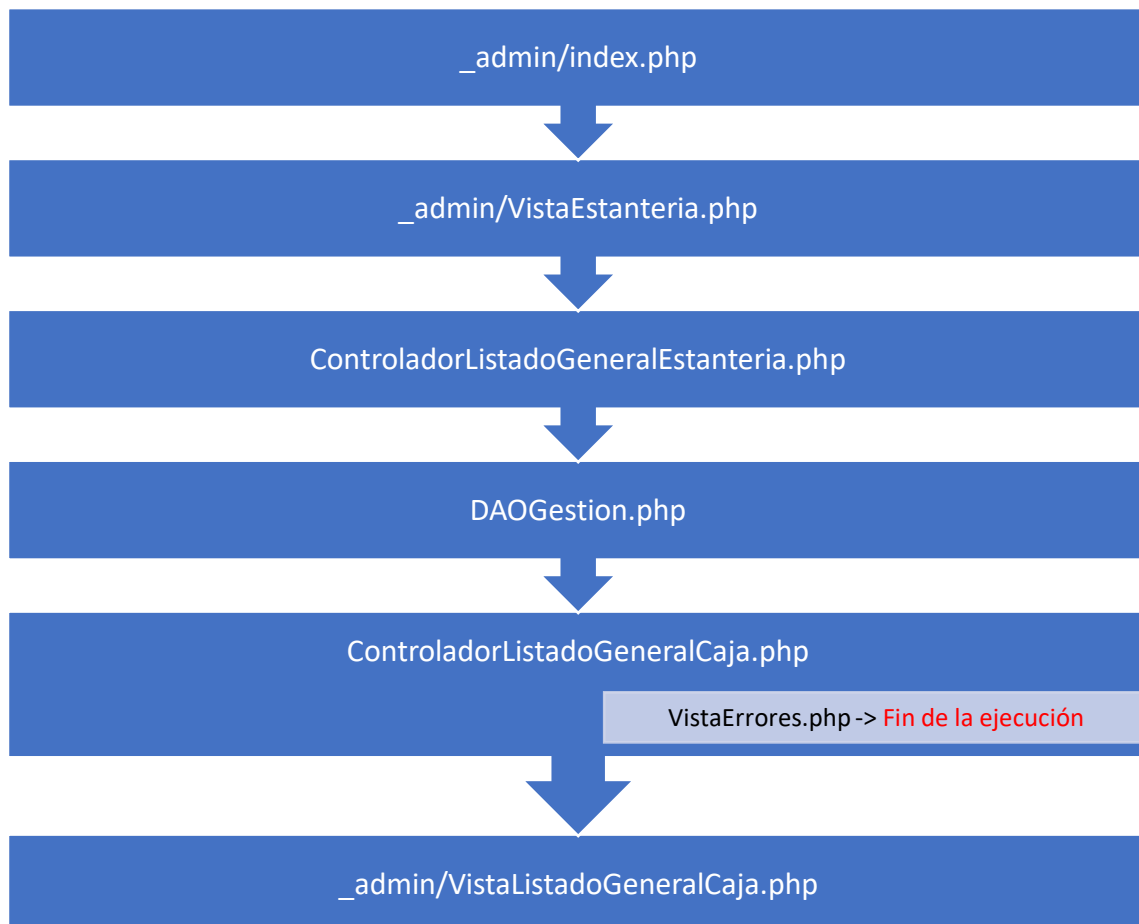 _admin/index.php
_admin/VistaEstanteria.php
ControladorListadoGeneralEstanteria.php
DAOGestion.php
ControladorListadoGeneralCaja.php
VistaErrores.php -> Fin de la ejecución
_admin/VistaListadoGeneralCaja.php